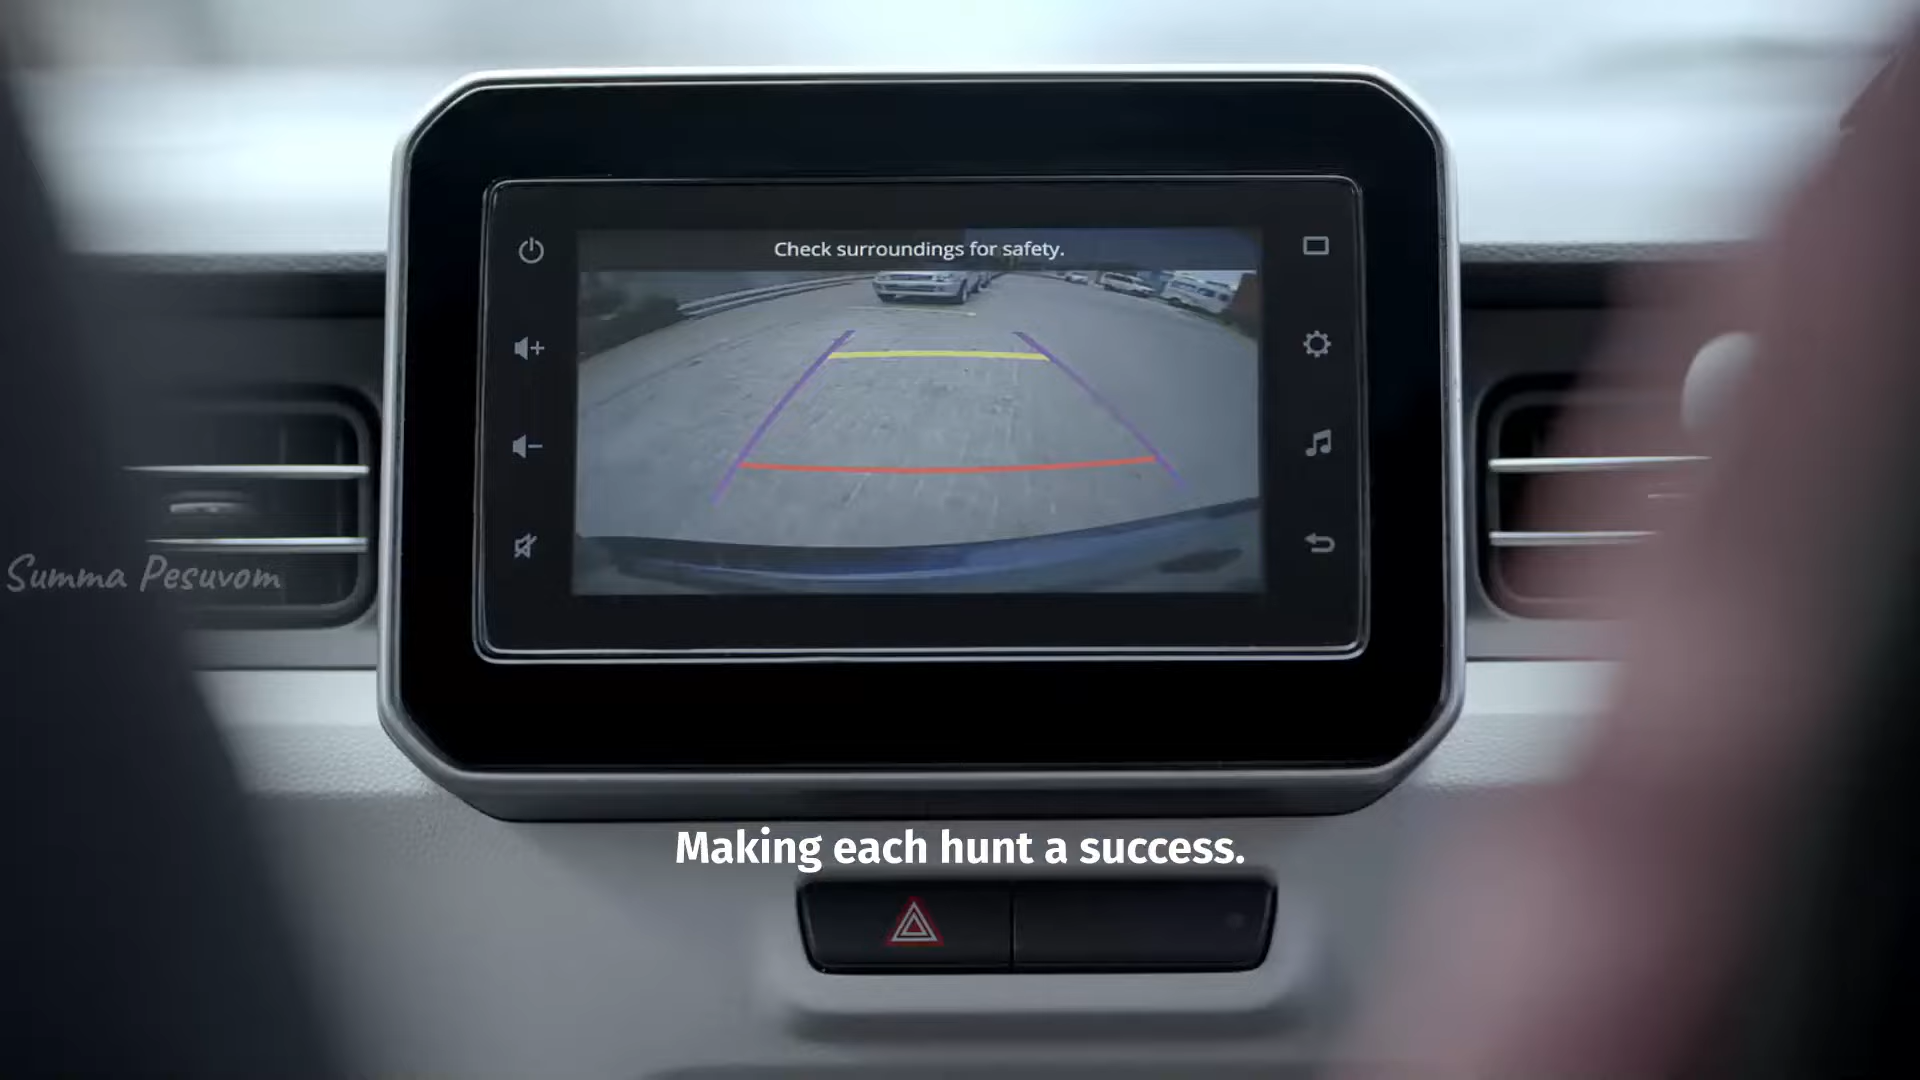 Check surroundings for safety.
Summa Pesuvom
Making each hunt a success.